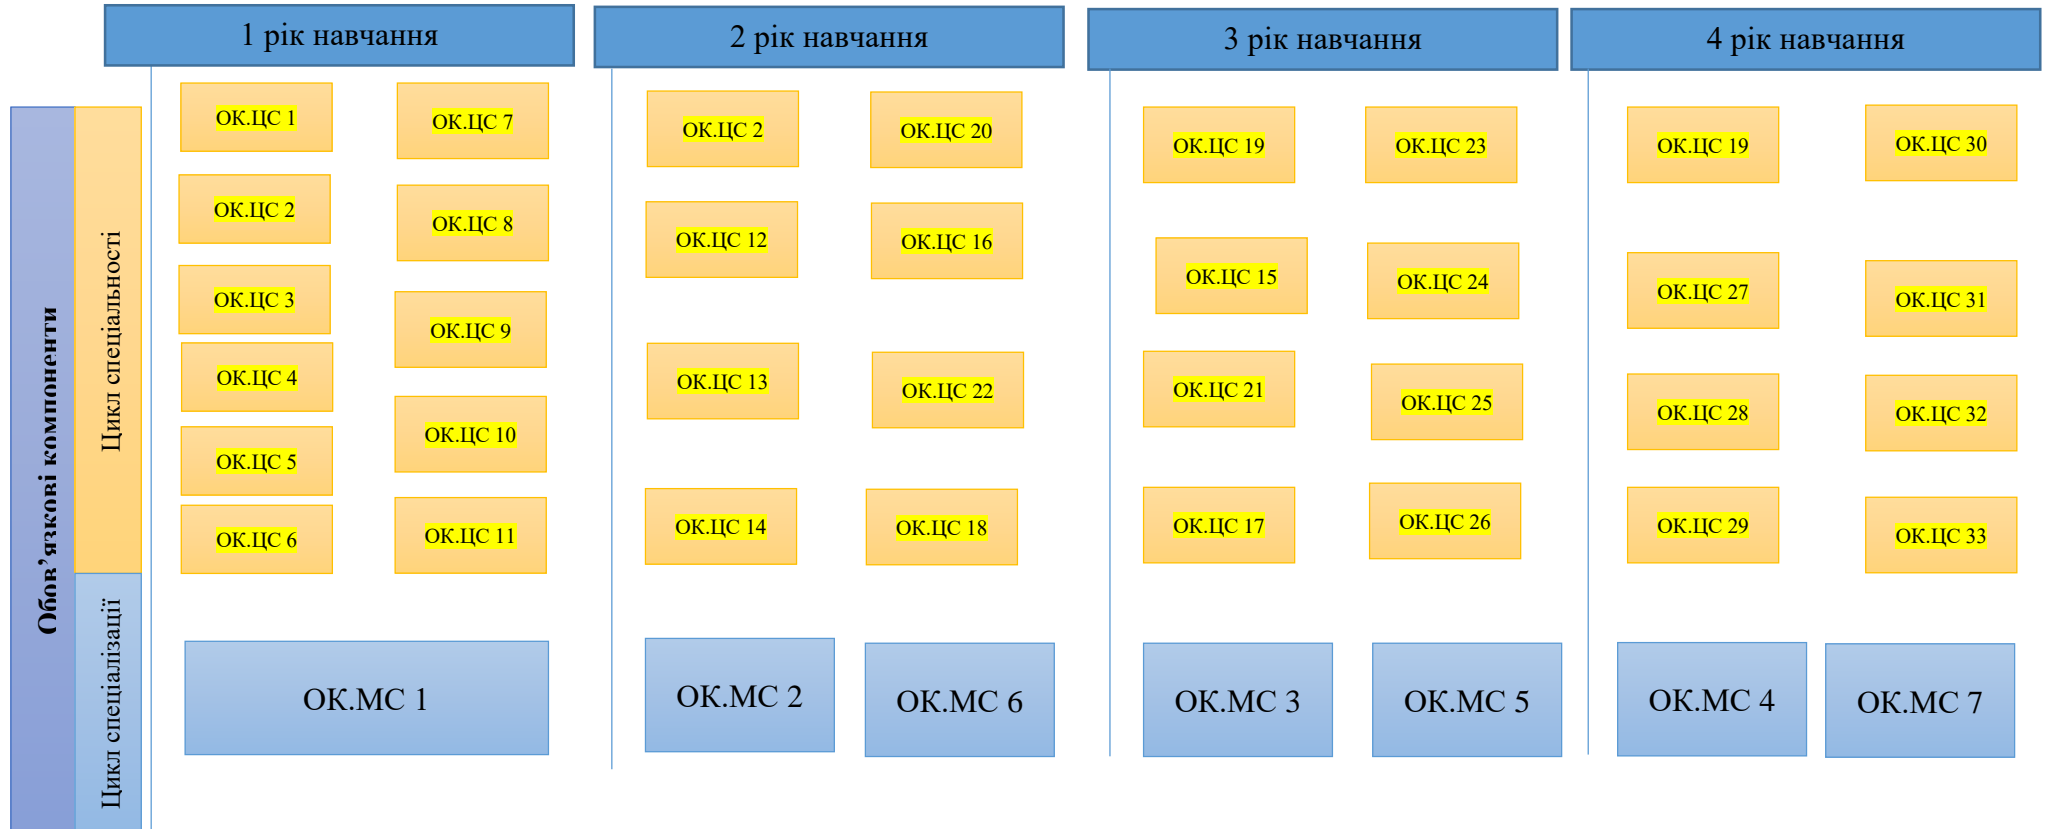 1 рік навчання
2 рік навчання
3 рік навчання
4 рік навчання
Обов’язкові компоненти
Цикл спеціальності
Цикл спеціалізації
ОК.ЦС 1
ОК.ЦС 2
ОК.ЦС 3
ОК.ЦС 4
ОК.ЦС 5
ОК.ЦС 6
ОК.ЦС 7
ОК.ЦС 8
ОК.ЦС 9
ОК.ЦС 10
ОК.ЦС 11
ОК.МС 1
ОК.ЦС 2
ОК.ЦС 12
ОК.ЦС 13
ОК.ЦС 14
ОК.ЦС 20
ОК.ЦС 16
ОК.ЦС 22
ОК.ЦС 18
ОК.МС 2
ОК.МС 6
ОК.ЦС 19
ОК.ЦС 15
ОК.ЦС 21
ОК.ЦС 17
ОК.ЦС 23
ОК.ЦС 24
ОК.ЦС 25
ОК.ЦС 26
ОК.МС 3
ОК.МС 5
ОК.ЦС 19
ОК.ЦС 27
ОК.ЦС 28
ОК.ЦС 29
ОК.ЦС 30
ОК.ЦС 31
ОК.ЦС 32
ОК.ЦС 33
ОК.МС 4
ОК.МС 7